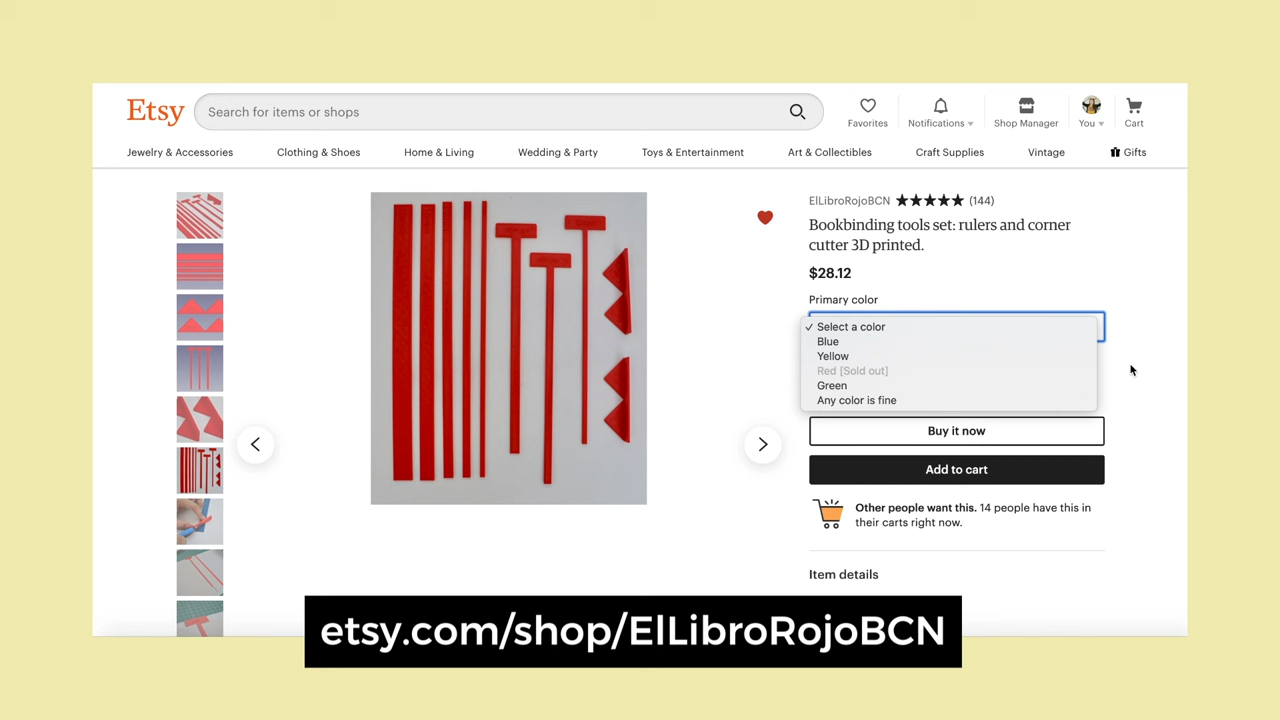 Etsy
Search for items or shops
Favorites
Notifications
Shop Manager
You
Cart
Jewelry & Accessories
Clothing & Shoes
Home & Living
Wedding & Party
Toys & Entertainment
Art & Collectibles
Craft Supplies
Vintage
Gifts
ElLibroRojoBCN ★★★★★ (144)
Bookbinding tools set: rulers and corner
cutter 3D printed.
$28.12
Primary color
✓ Select a color
Blue
Yellow
Red [Sold out]
Green
Any color is fine
Buy it now
Add to cart
Other people want this. 14 people have this in
their carts right now.
Item details
etsy.com/shop/ElLibroRojoBCN